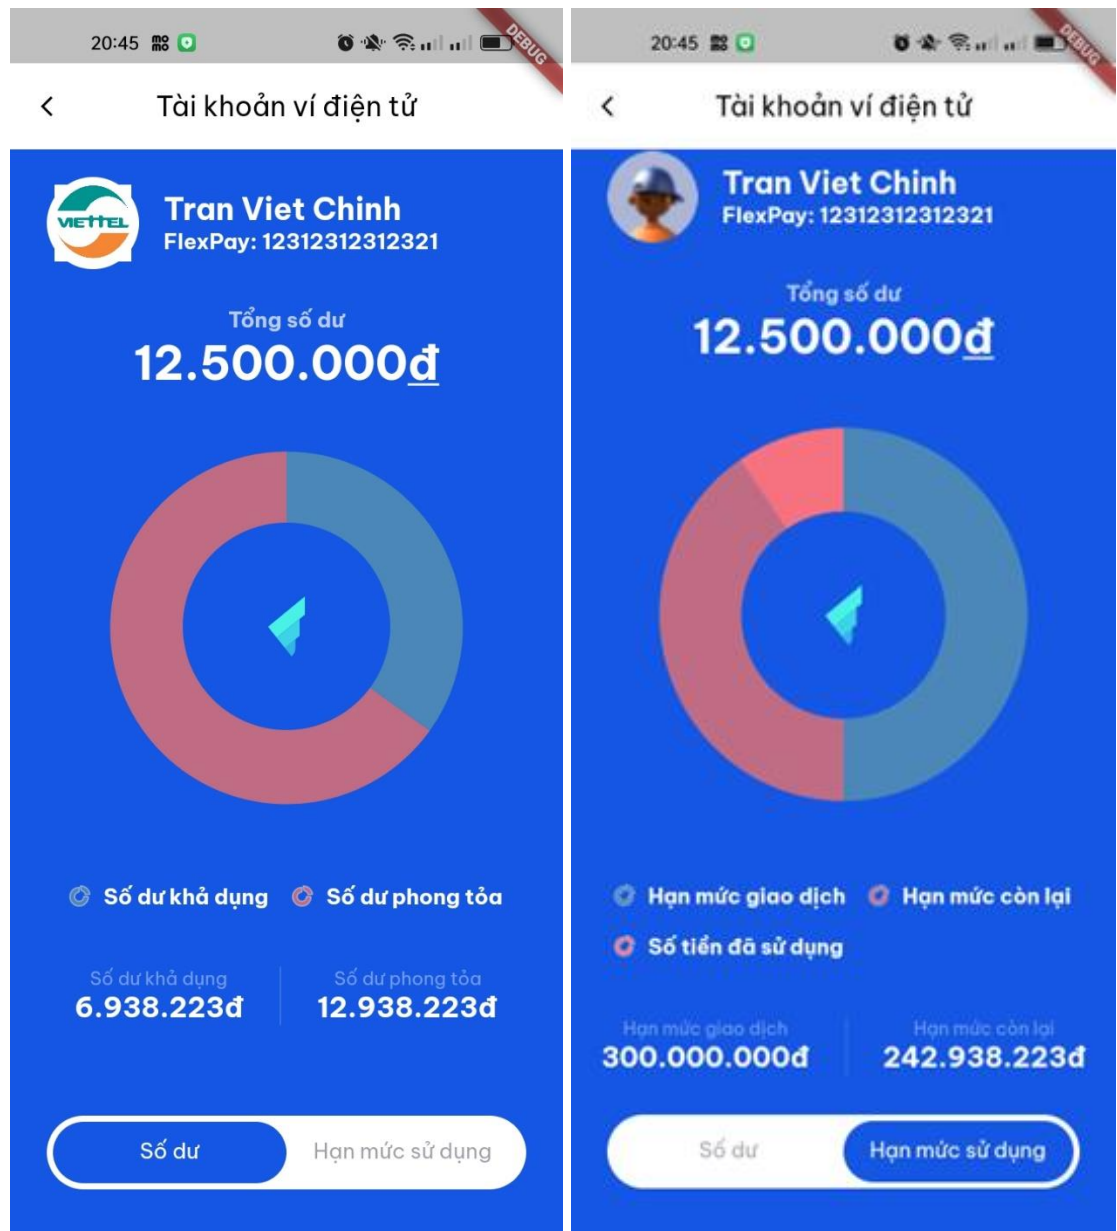 20:45
DEBUG
Tài khoản ví điện tử
VIETTEL
Tran Viet Chinh
FlexPay: 12312312312321
Tổng số dư
12.500.000đ
Số dư khả dụng
Số dư phong tỏa
Số dư khả dụng
Số dư phong tỏa
6.938.223đ
12.938.223đ
Số dư
Hạn mức sử dụng
20:45
DEBUG
Tài khoản ví điện tử
Tran Viet Chinh
FlexPay: 12312312312321
Tổng số dư
12.500.000đ
Hạn mức giao dịch
Hạn mức còn lại
Số tiền đã sử dụng
Hạn mức giao dịch
Hạn mức còn lại
300.000.000đ
242.938.223đ
Số dư
Hạn mức sử dụng